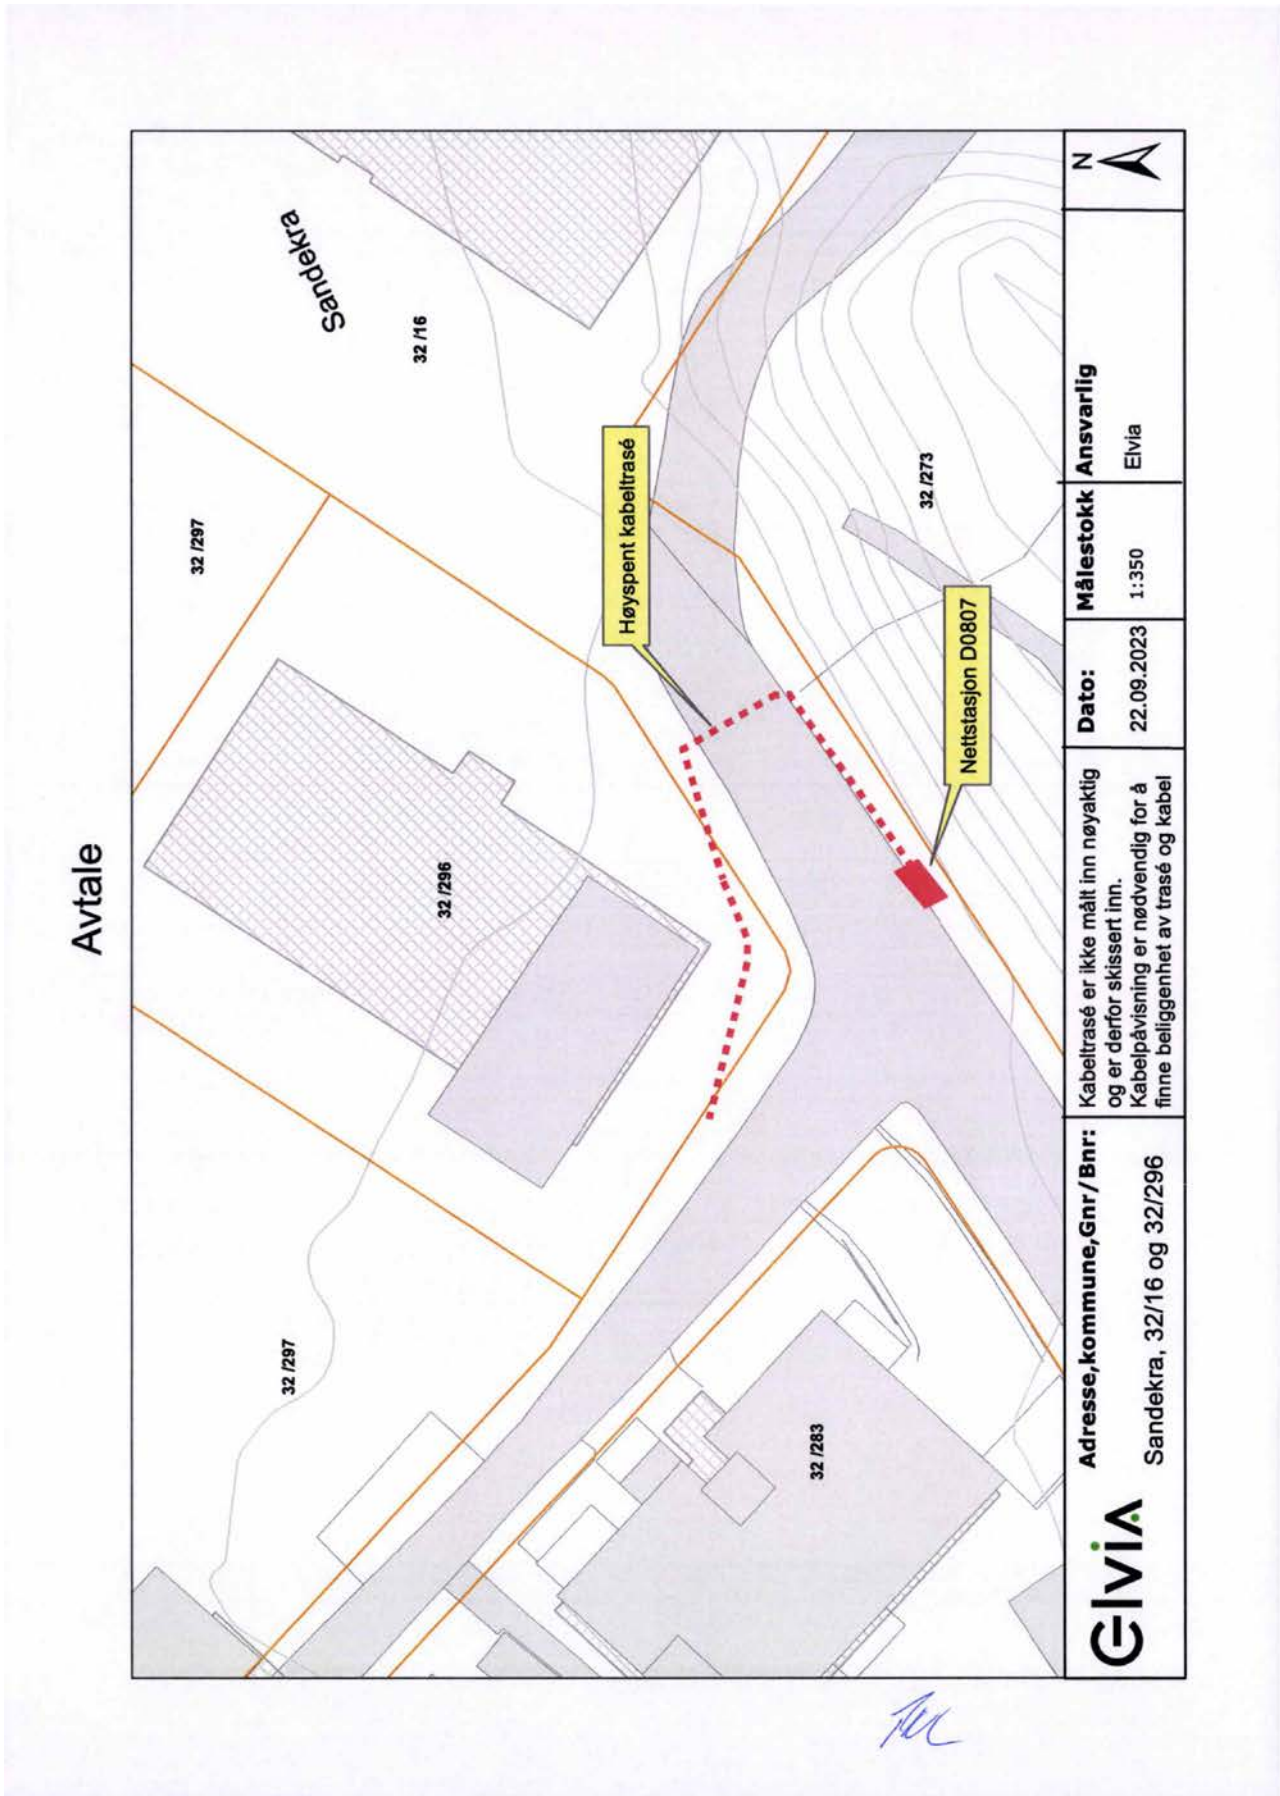 Avtale
Sandekra
32 /297
32 /16
Høyspent kabeltrasé
32 /296
32 /297
32 /273
Nettstasjon D0807
32 /283
Elvia
Adresse,kommune,Gnr/Bnr:
Sandekra, 32/16 og 32/296
Kabeltrasé er ikke målt inn nøyaktig
og er derfor skissert inn.
Kabelpåvisning er nødvendig for å
finne beliggenhet av trasé og kabel
Dato:
22.09.2023
Målestokk
1:350
Ansvarlig
Elvia
N